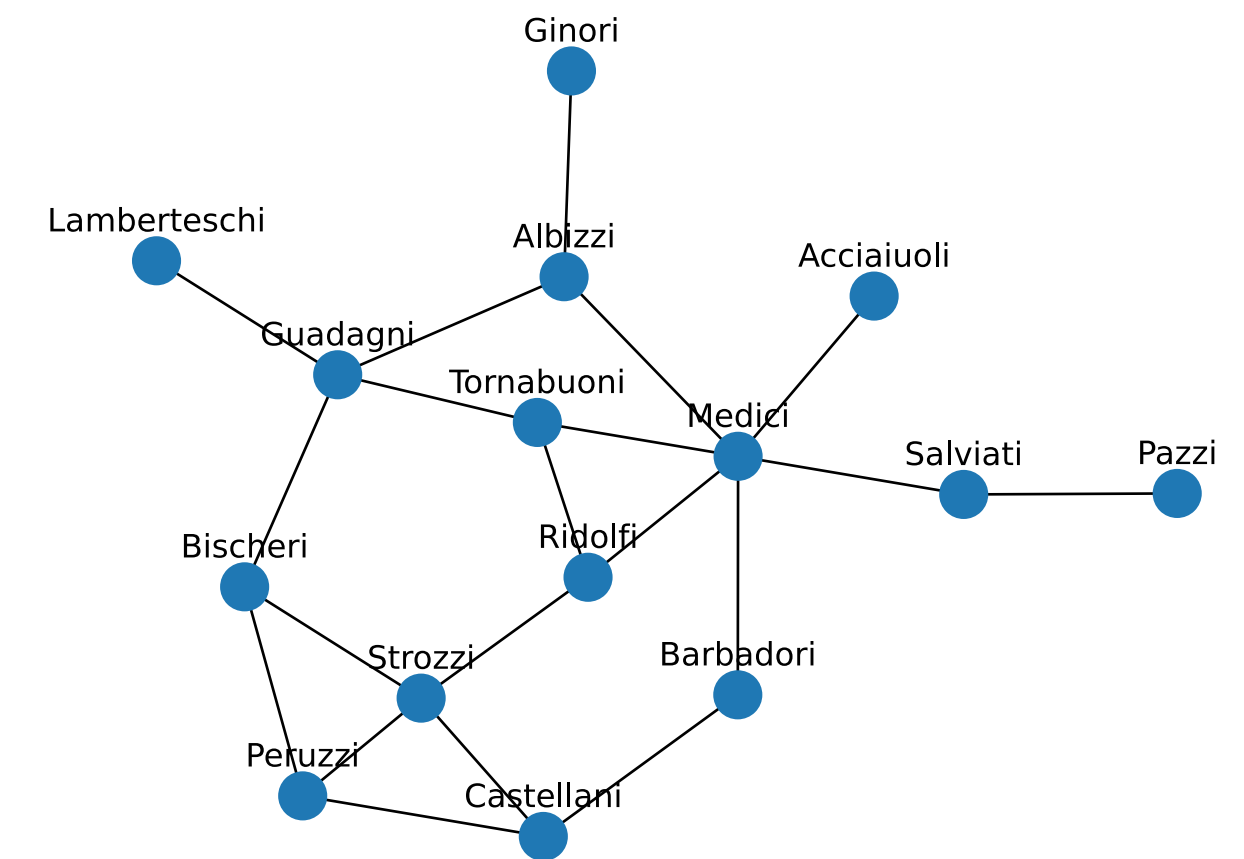 Ginori
Lamberteschi
Albizzi
Acciaiuoli
Guadagni
Tornabuoni
Medici
Salviati
Pazzi
Ridolfi
Bischeri
Strozzi
Barbadori
Peruzzi
Castellani